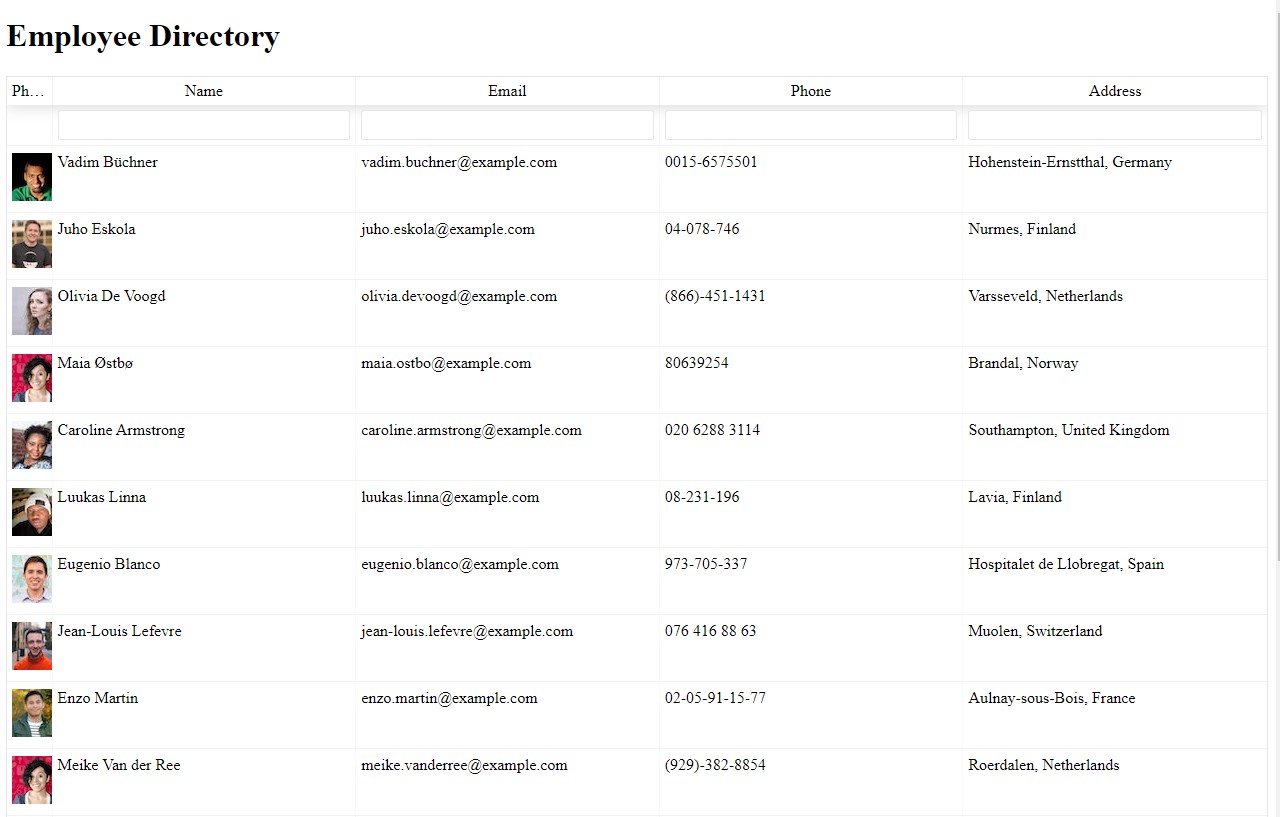 Employee Directory
Ph… Name Email Phone Address
Vadim Büchner vadim.buchner@example.com 0015-6575501 Hohenstein-Ernstthal, Germany
Juho Eskola juho.eskola@example.com 04-078-746 Nurmes, Finland
Olivia De Voogd olivia.devoogd@example.com (866)-451-1431 Varsseveld, Netherlands
Maia Østbø maia.ostbo@example.com 80639254 Brandal, Norway
Caroline Armstrong caroline.armstrong@example.com 020 6288 3114 Southampton, United Kingdom
Luukas Linna luukas.linna@example.com 08-231-196 Lavia, Finland
Eugenio Blanco eugenio.blanco@example.com 973-705-337 Hospitalet de Llobregat, Spain
Jean-Louis Lefevre jean-louis.lefevre@example.com 076 416 88 63 Muolen, Switzerland
Enzo Martin enzo.martin@example.com 02-05-91-15-77 Aulnay-sous-Bois, France
Meike Van der Ree meike.vanderree@example.com (929)-382-8854 Roerdalen, Netherlands